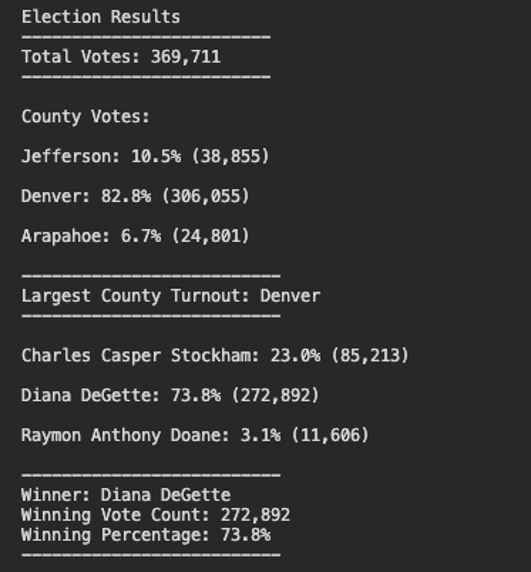 Election Results
-------------------------
Total Votes: 369,711
-------------------------
County Votes:
Jefferson: 10.5% (38,855)
Denver: 82.8% (306,055)
Arapahoe: 6.7% (24,801)
--------------------------
Largest County Turnout: Denver
--------------------------
Charles Casper Stockham: 23.0% (85,213)
Diana DeGette: 73.8% (272,892)
Raymon Anthony Doane: 3.1% (11,606)
--------------------------
Winner: Diana DeGette
Winning Vote Count: 272,892
Winning Percentage: 73.8%
--------------------------